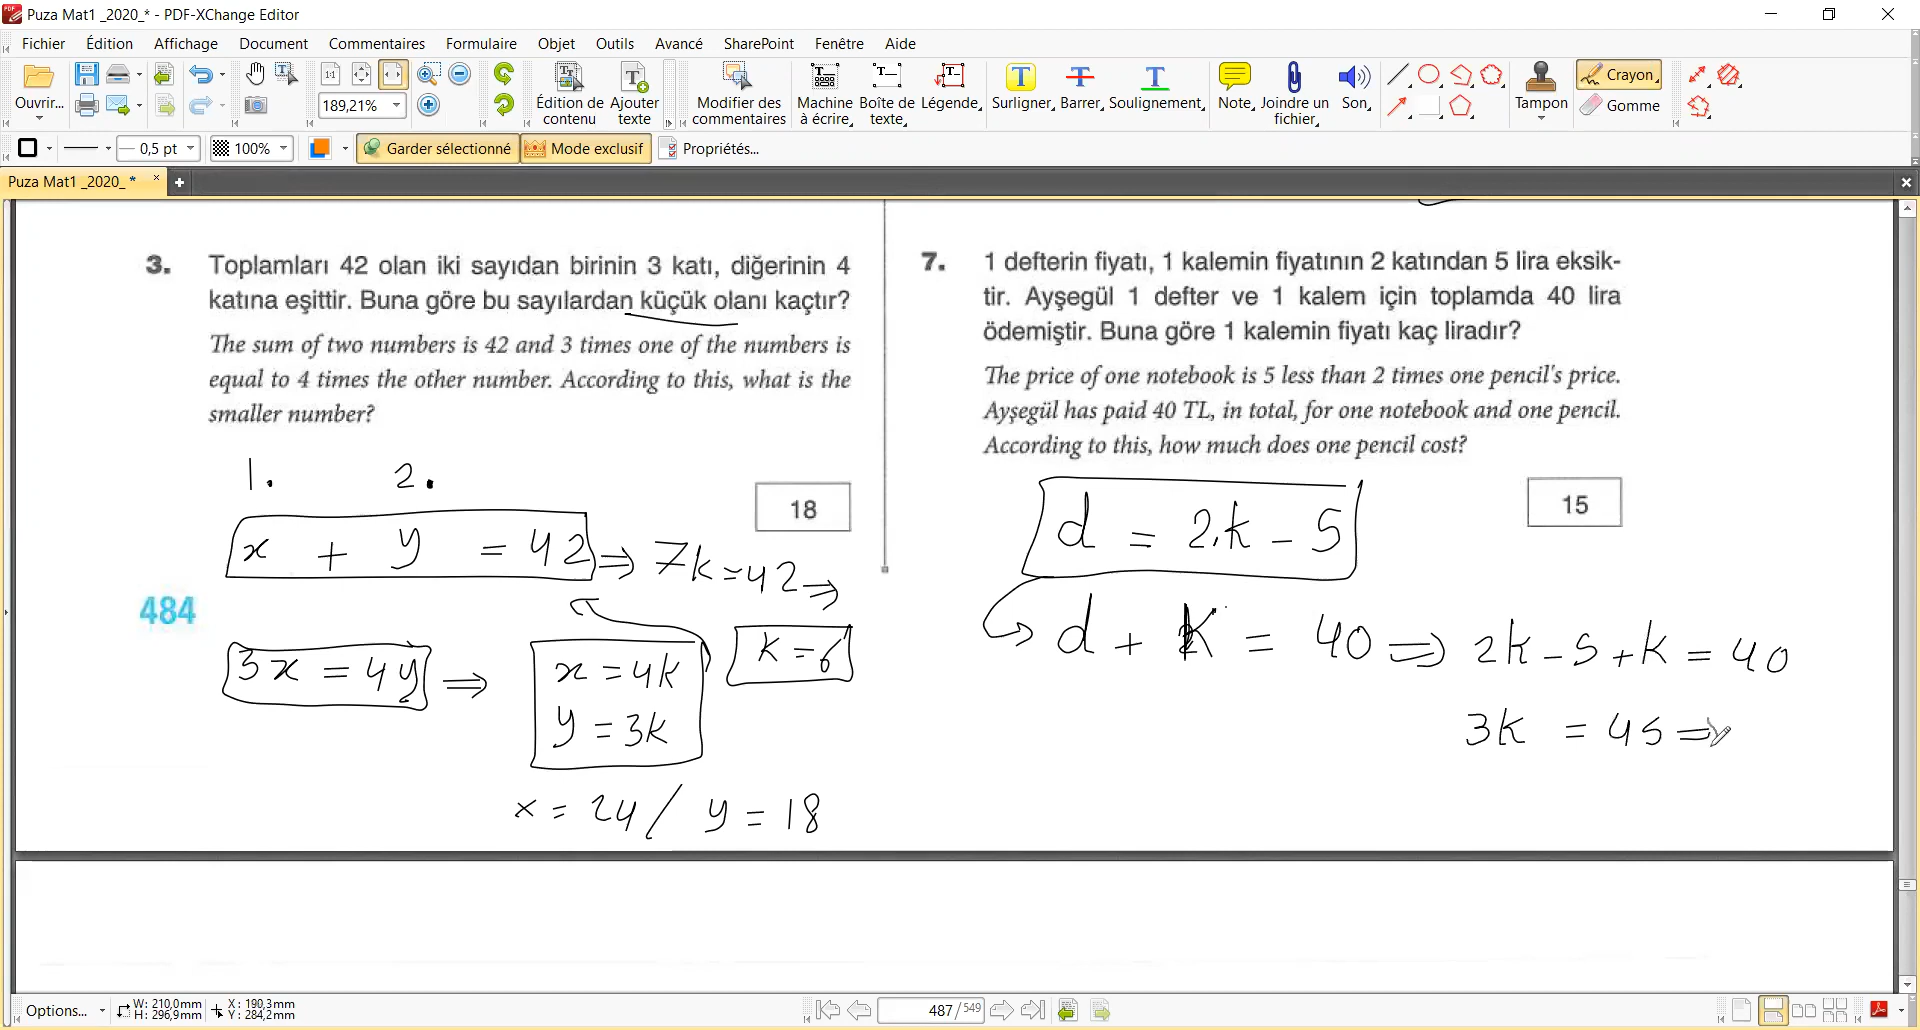 Puza Mat1 _2020_* - PDF-XChange Editor
Fichier Édition Affichage Document Commentaires Formulaire Objet Outils Avancé SharePoint Fenêtre Aide
Ouvrir... 1:1 189,21% Édition de contenu Ajouter texte Modifier des commentaires Machine à écrire Boîte de texte Légende Surligner Barrer Soulignement Note Joindre un fichier Son Tampon Crayon Gomme
0,5 pt 100% Garder sélectionné Mode exclusif Propriétés...
Puza Mat1 _2020_ *
3. Toplamları 42 olan iki sayıdan birinin 3 katı, diğerinin 4
katına eşittir. Buna göre bu sayılardan küçük olanı kaçtır?
The sum of two numbers is 42 and 3 times one of the numbers is
equal to 4 times the other number. According to this, what is the
smaller number?
1. 2.
18
x + y = 42 ⇒ 7k = 42 ⇒
484
3x = 4y ⇒ x = 4k
y = 3k
k = 6
x = 24 / y = 18
7. 1 defterin fiyatı, 1 kalemin fiyatının 2 katından 5 lira eksik-
tir. Ayşegül 1 defter ve 1 kalem için toplamda 40 lira
ödemiştir. Buna göre 1 kalemin fiyatı kaç liradır?
The price of one notebook is 5 less than 2 times one pencil's price.
Ayşegül has paid 40 TL, in total, for one notebook and one pencil.
According to this, how much does one pencil cost?
15
d = 2.k - 5
d + k = 40 ⇒ 2k - 5 + k = 40
3k = 45 ⇒
Options... W: 210,0mm X: 190,3mm
H: 296,9mm Y: 284,2mm
487 / 549